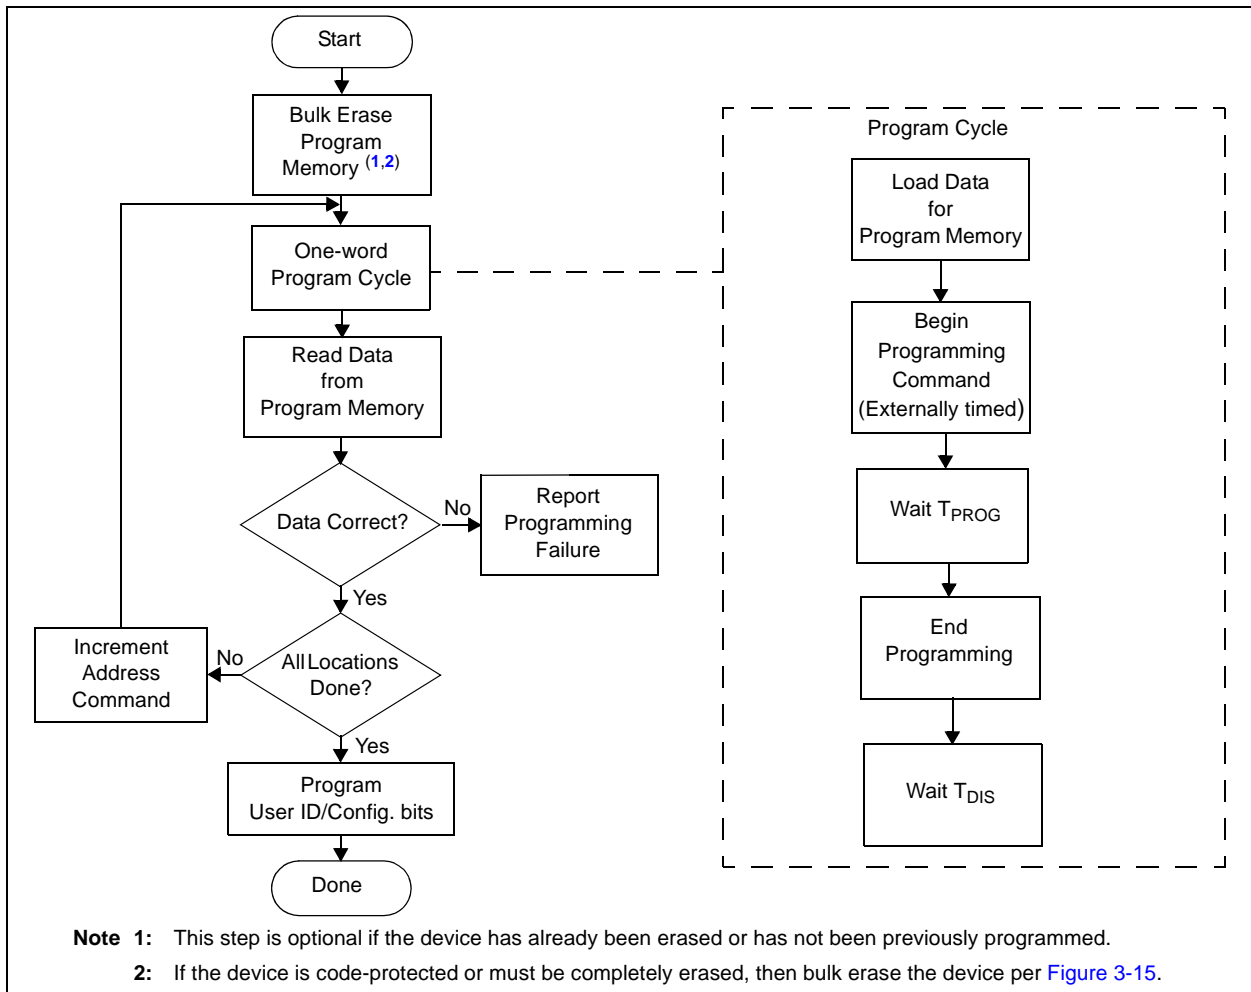 Start
Bulk Erase
Program
Memory (1,2)
One-word
Program Cycle
Read Data
from
Program Memory
Data Correct?
No
Report
Programming
Failure
Yes
All Locations
Done?
No
Increment
Address
Command
Yes
Program
User ID/Config. bits
Done
Program Cycle
Load Data
for
Program Memory
Begin
Programming
Command
(Externally timed)
Wait TPROG
End
Programming
Wait TDIS
Note 1: This step is optional if the device has already been erased or has not been previously programmed.
2: If the device is code-protected or must be completely erased, then bulk erase the device per Figure 3-15.